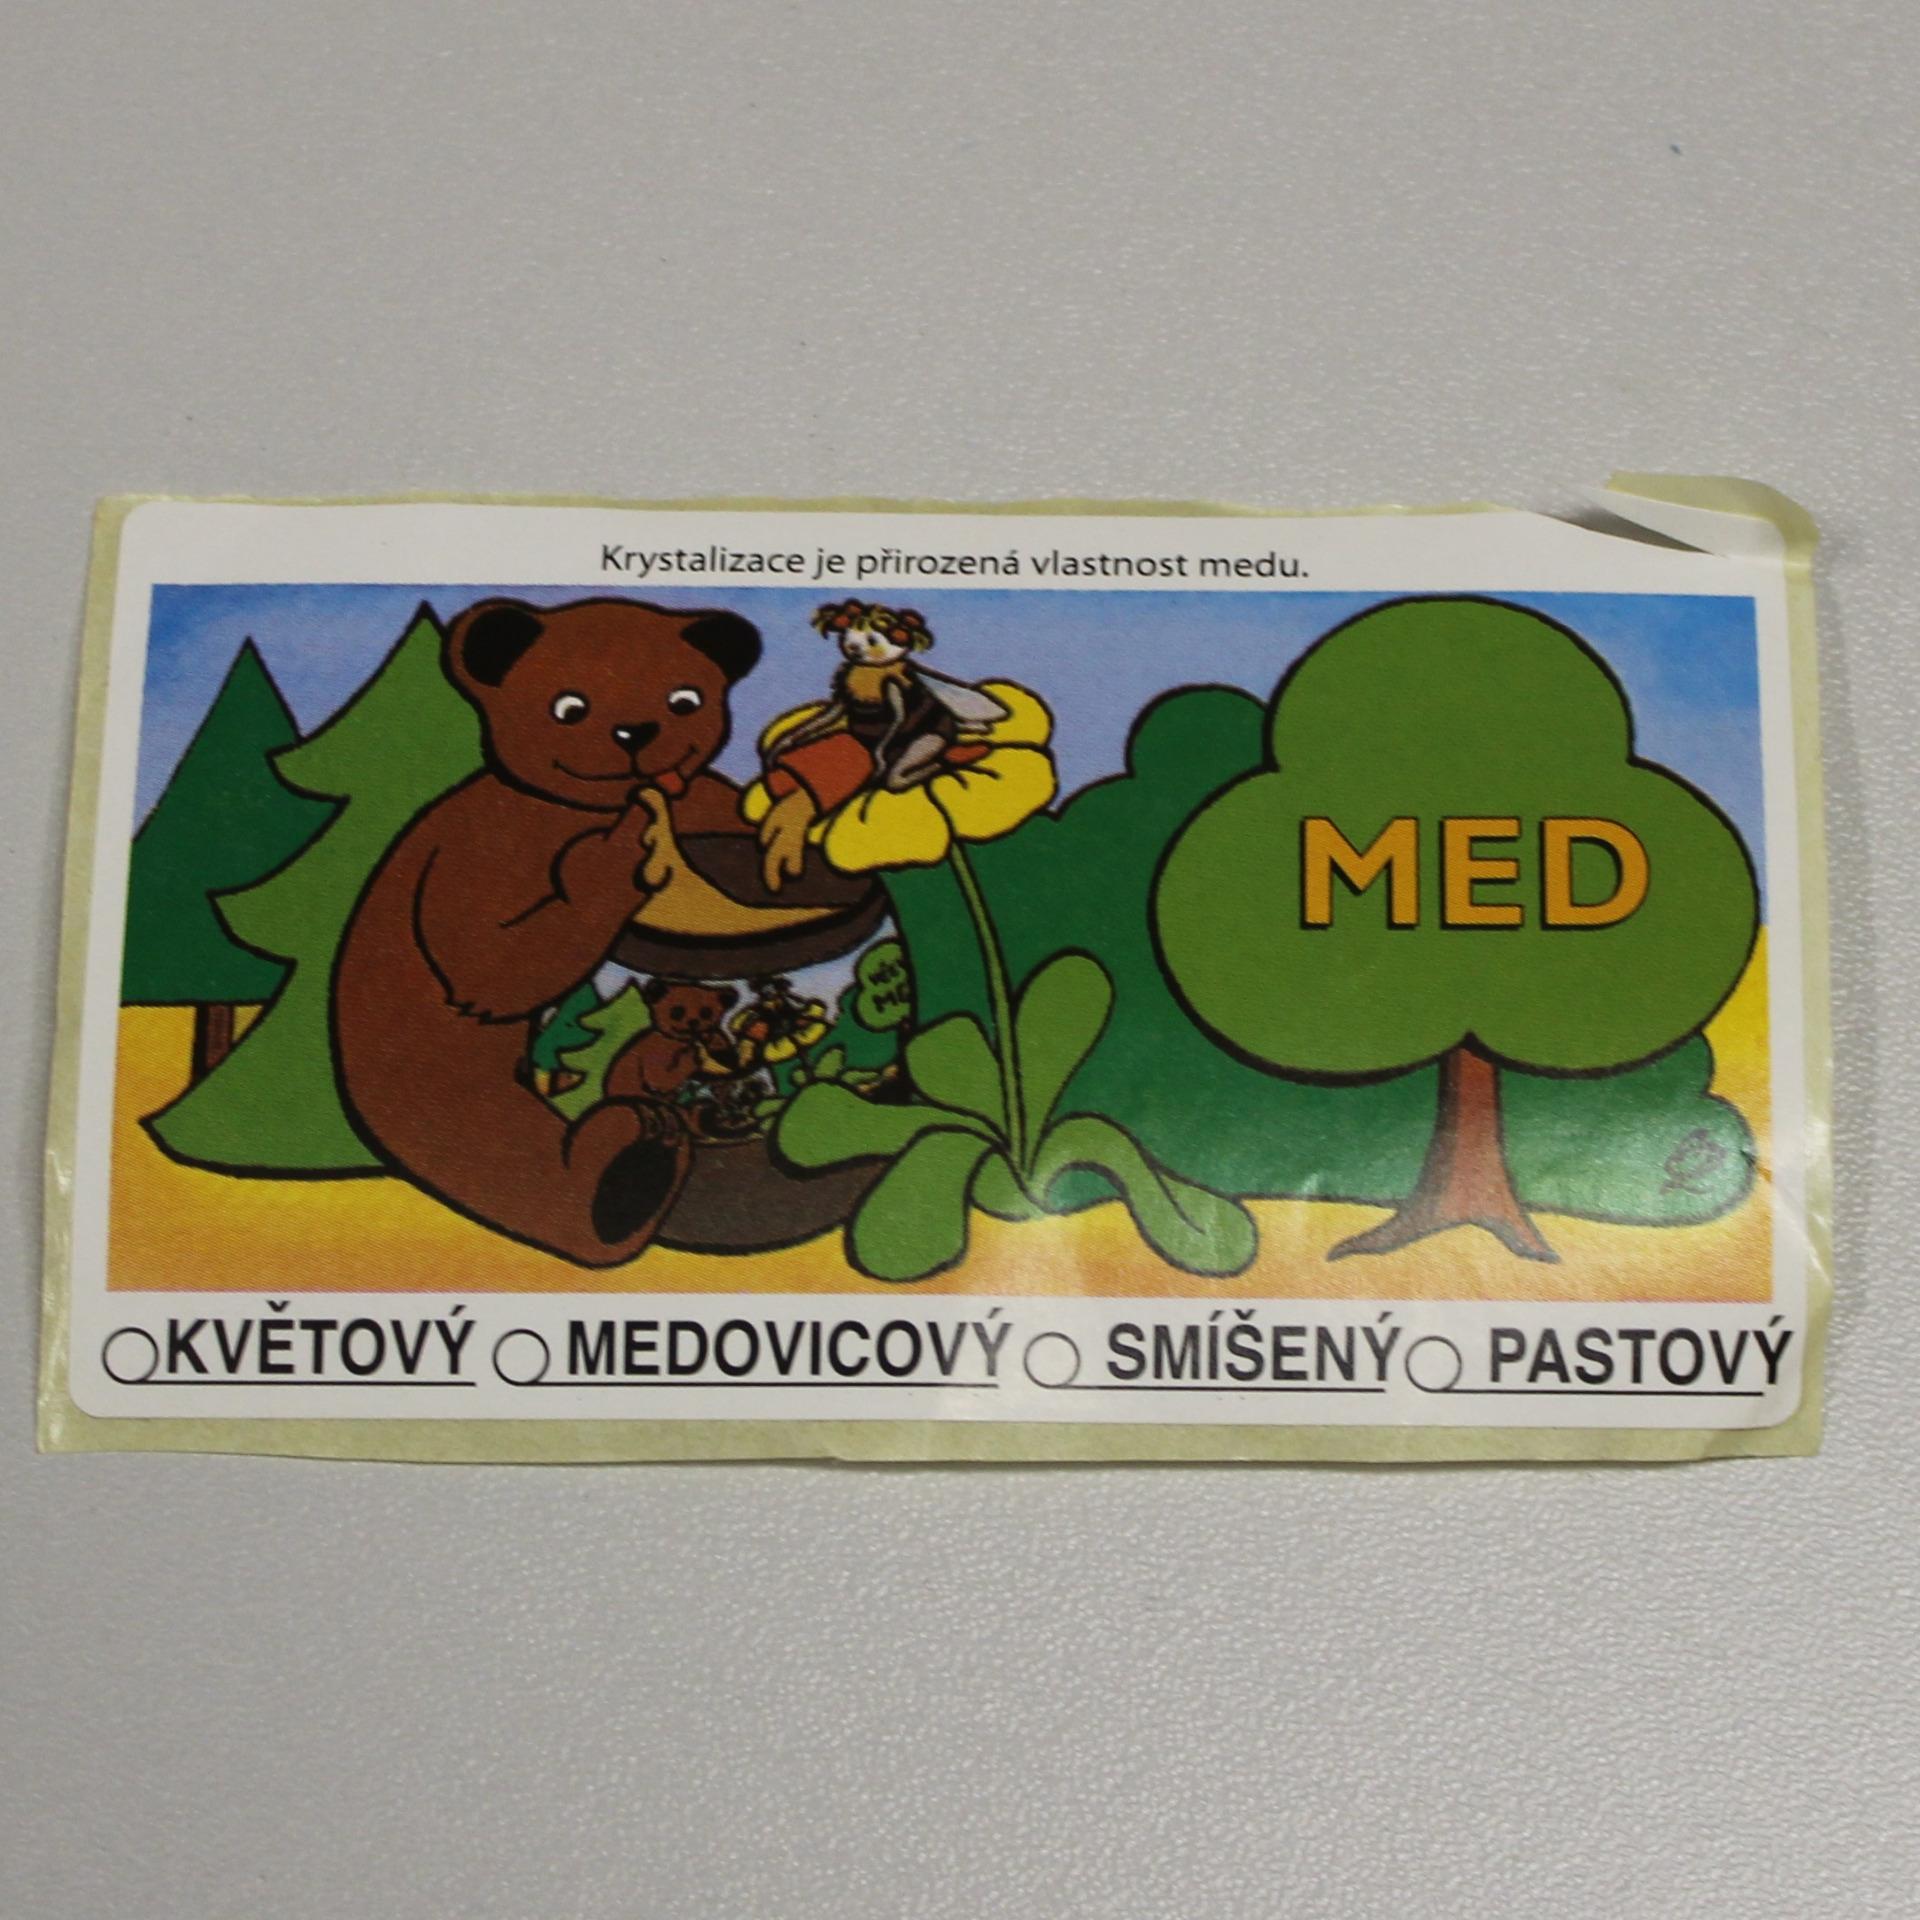 Krystalizace je přirozená vlastnost medu.
MED
KVĚTOVÝ MEDOVICOVÝ SMÍŠENÝ PASTOVÝ